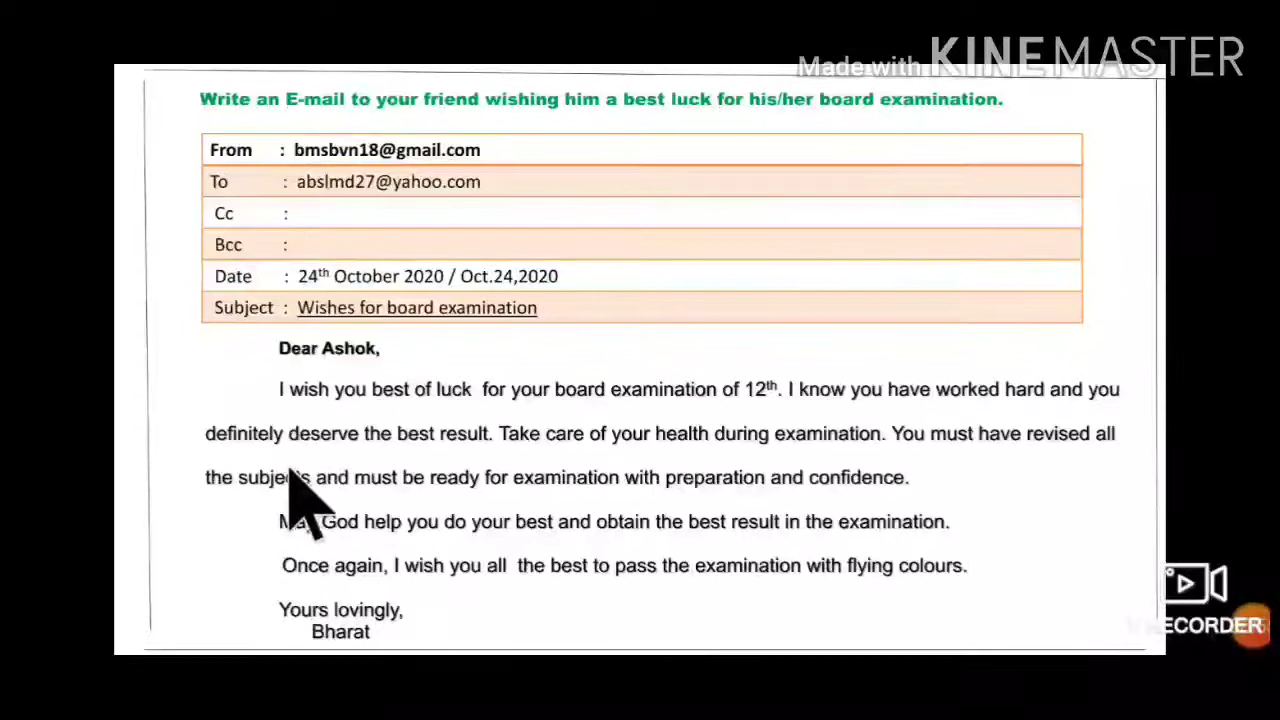 Made with KINEMASTER
Write an E-mail to your friend wishing him a best luck for his/her board examination.
From : bmsbvn18@gmail.com
To : abslmd27@yahoo.com
Cc :
Bcc :
Date : 24th October 2020 / Oct.24,2020
Subject : Wishes for board examination
Dear Ashok,
I wish you best of luck for your board examination of 12th. I know you have worked hard and you
definitely deserve the best result. Take care of your health during examination. You must have revised all
the subjects and must be ready for examination with preparation and confidence.
May God help you do your best and obtain the best result in the examination.
Once again, I wish you all the best to pass the examination with flying colours.
Yours lovingly,
Bharat
RECORDER